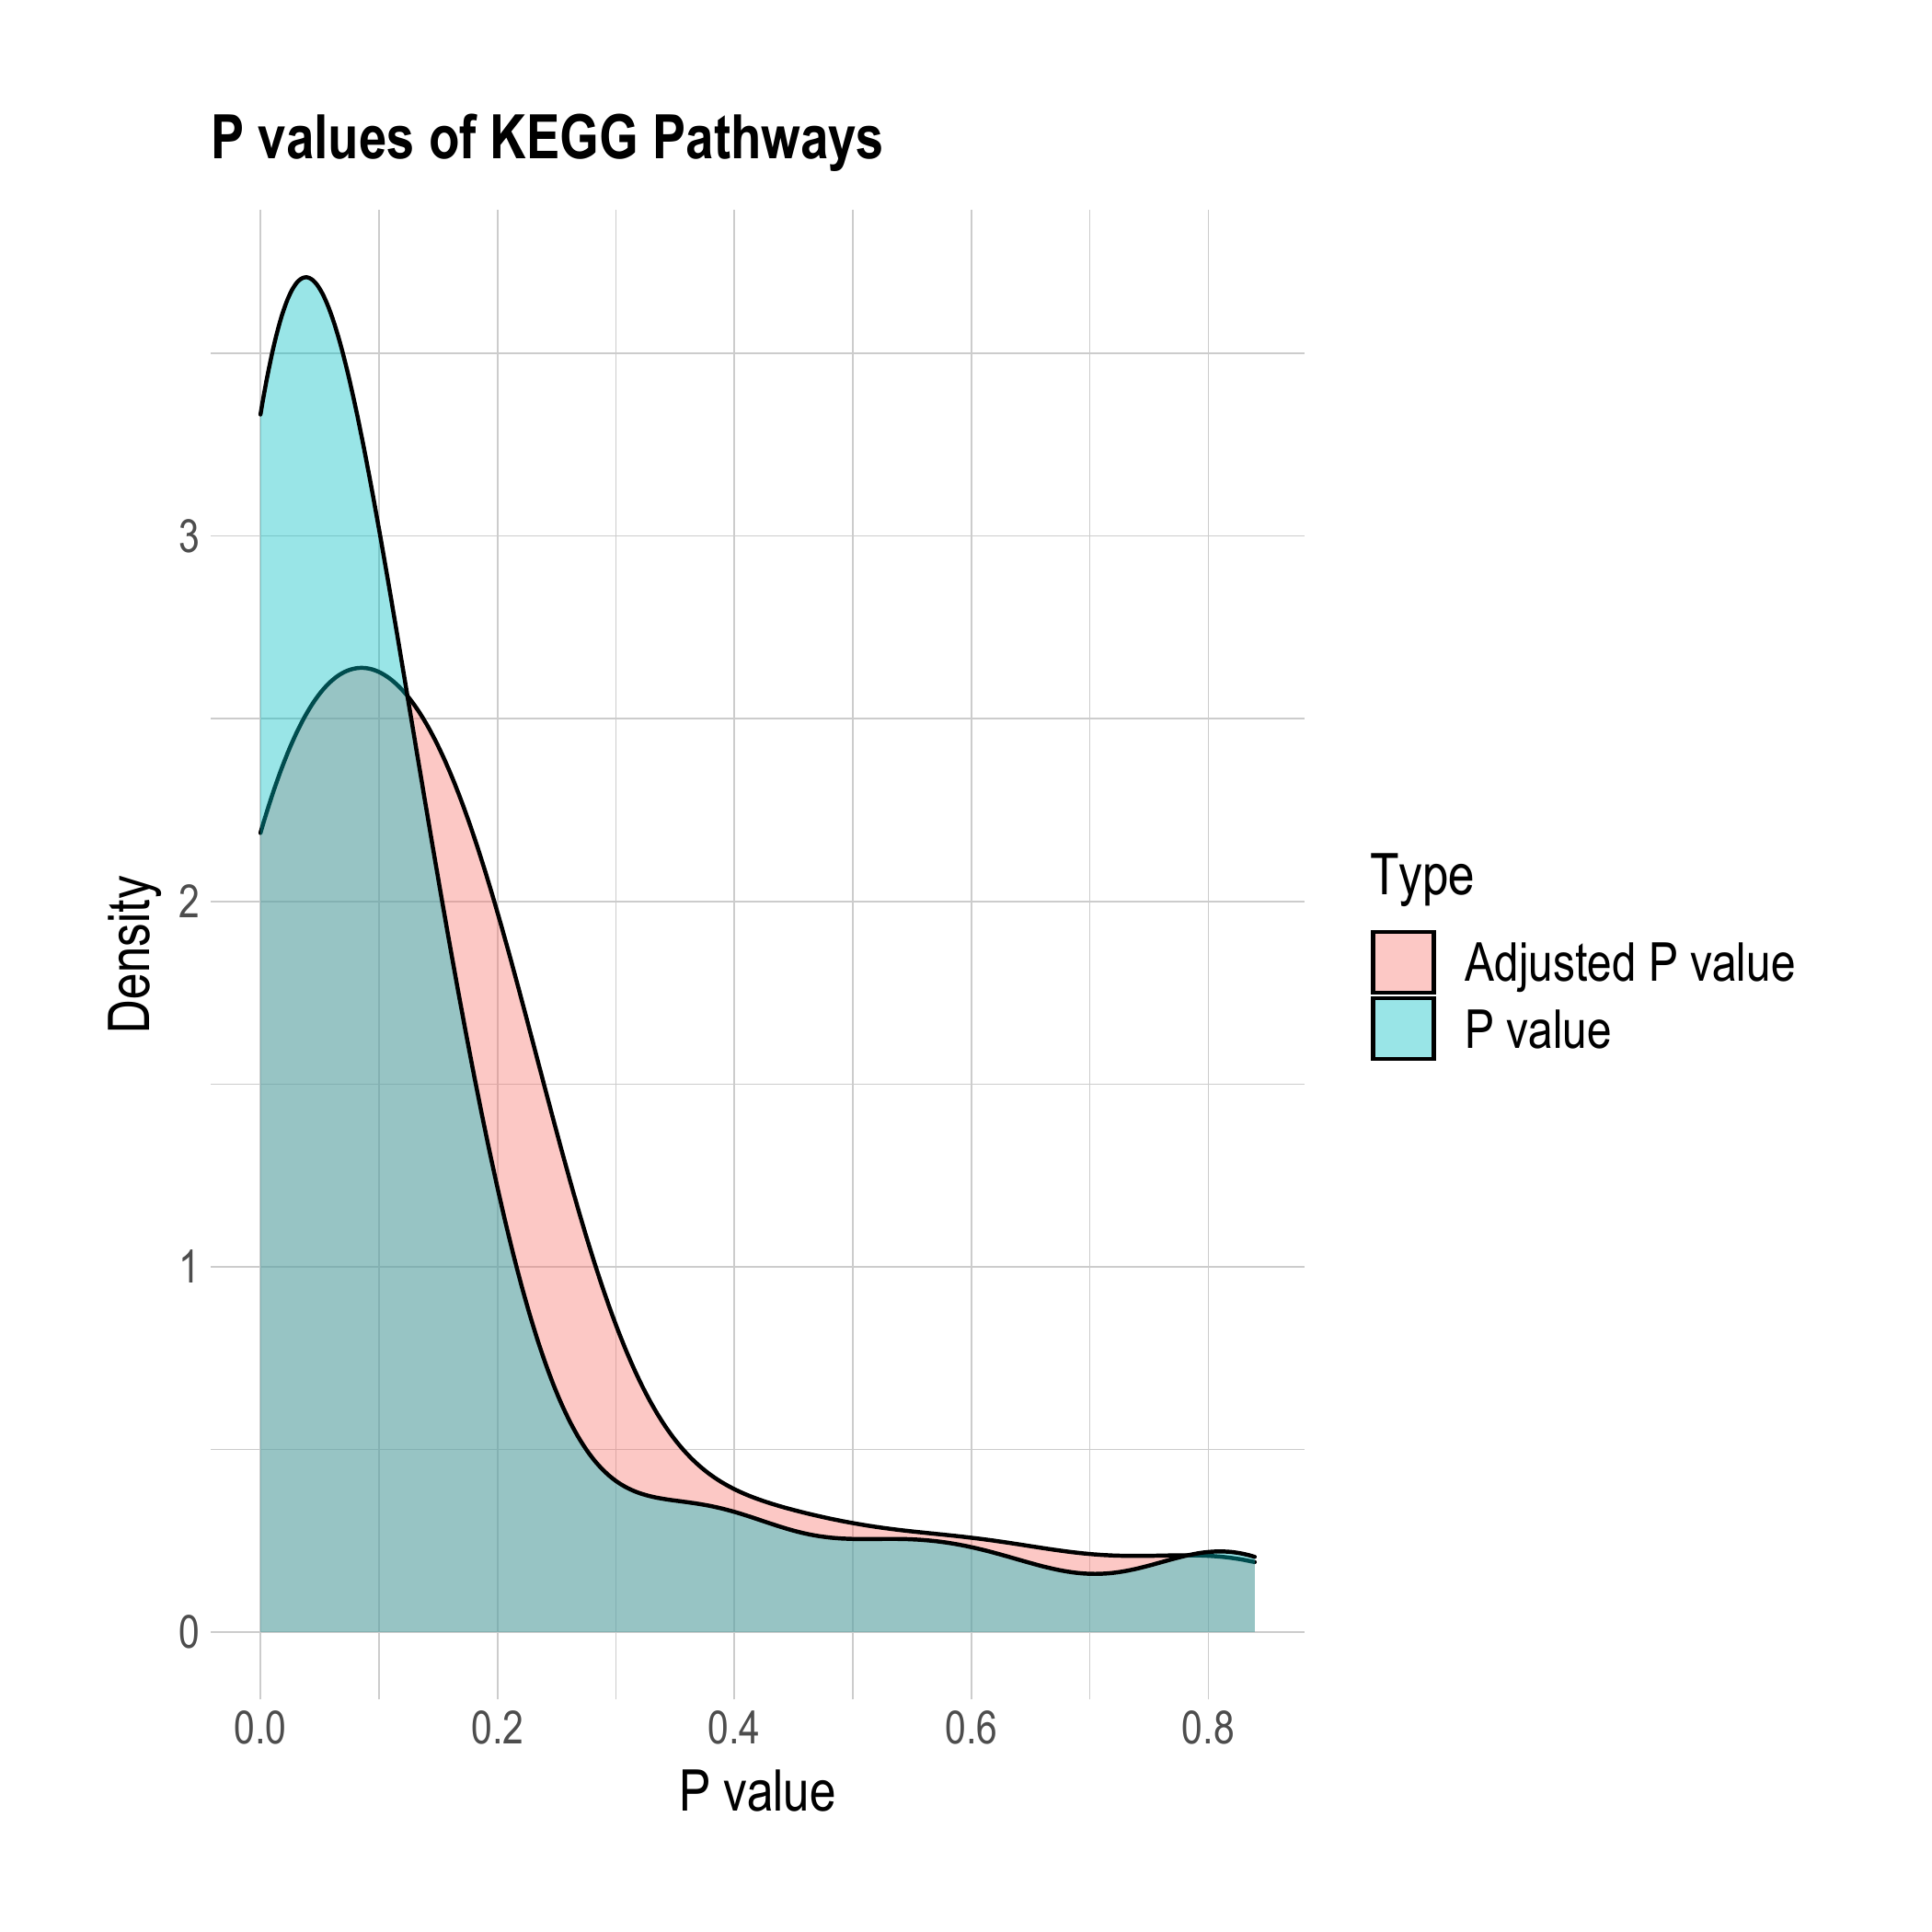 P values of KEGG Pathways
3
2
1
0
Density
0.0 0.2 0.4 0.6 0.8
P value
Type
Adjusted P value
P value